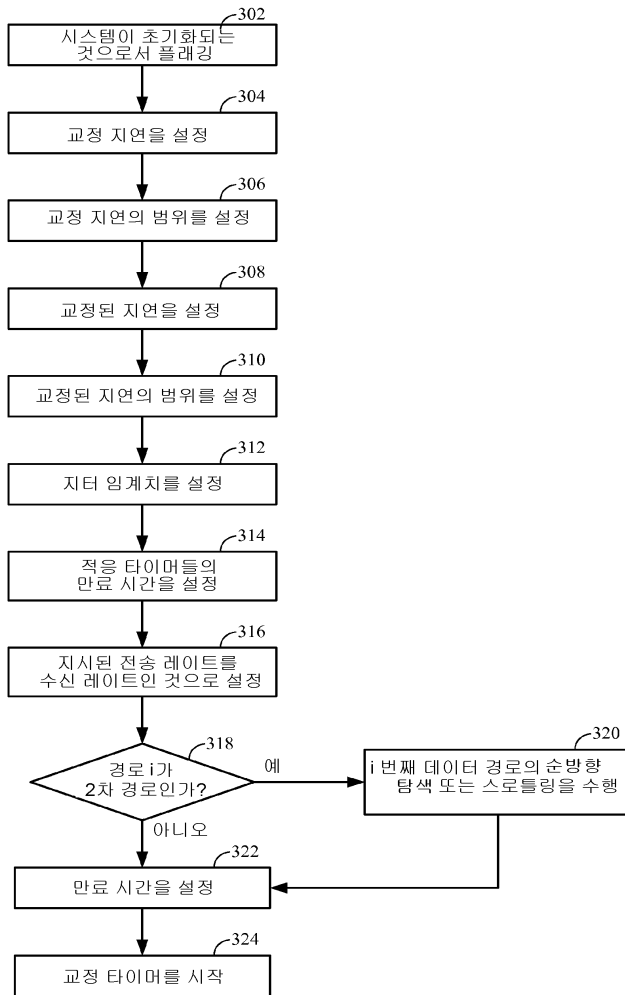 302
시스템이 초기화되는
것으로서 플래깅
304
교정 지연을 설정
306
교정 지연의 범위를 설정
308
교정된 지연을 설정
310
교정된 지연의 범위를 설정
312
지터 임계치를 설정
314
적응 타이머들의
만료 시간을 설정
316
지시된 전송 레이트를
수신 레이트인 것으로 설정
318
경로 i가
2차 경로인가?
예
320
i 번째 데이터 경로의 순방향
탐색 또는 스로틀링을 수행
아니오
322
만료 시간을 설정
324
교정 타이머를 시작